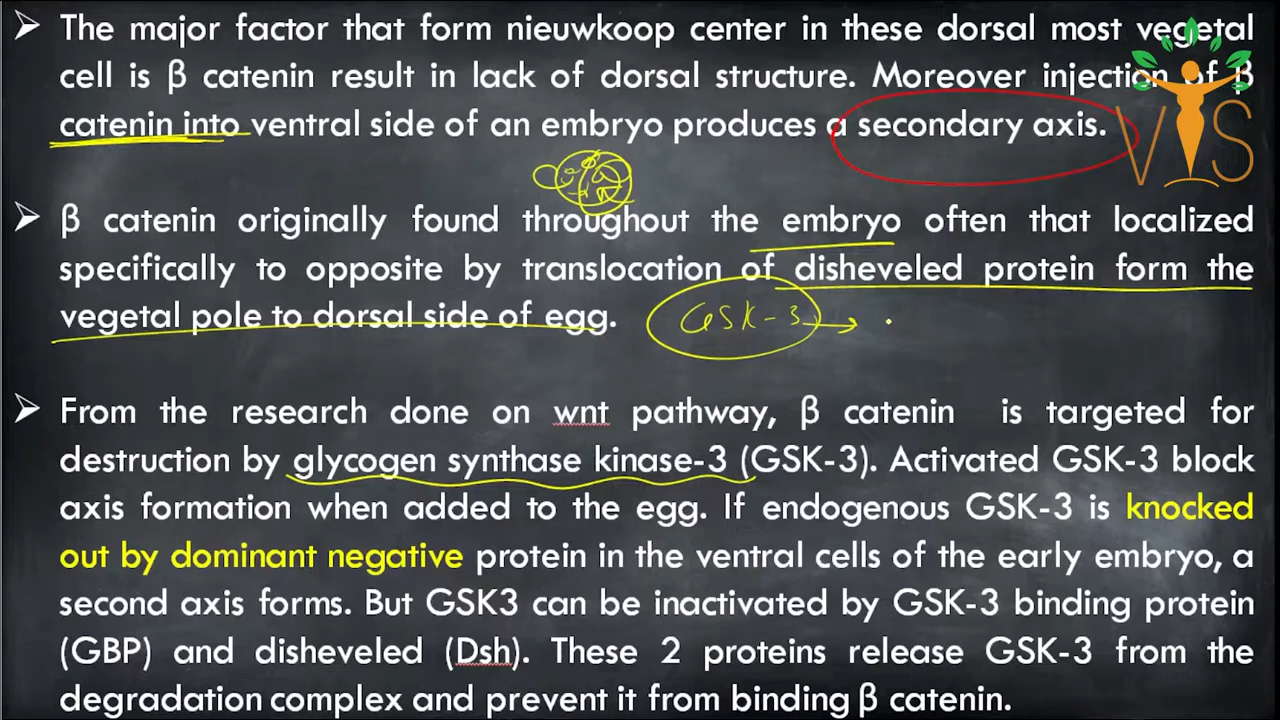 ➤ The major factor that form nieuwkoop center in these dorsal most vegetal
cell is β catenin result in lack of dorsal structure. Moreover injection of β
catenin into ventral side of an embryo produces a secondary axis.
V S
➤ β catenin originally found throughout the embryo often that localized
specifically to opposite by translocation of disheveled protein form the
vegetal pole to dorsal side of egg.
GSK-3 →
➤ From the research done on wnt pathway, β catenin is targeted for
destruction by glycogen synthase kinase-3 (GSK-3). Activated GSK-3 block
axis formation when added to the egg. If endogenous GSK-3 is knocked
out by dominant negative protein in the ventral cells of the early embryo, a
second axis forms. But GSK3 can be inactivated by GSK-3 binding protein
(GBP) and disheveled (Dsh). These 2 proteins release GSK-3 from the
degradation complex and prevent it from binding β catenin.